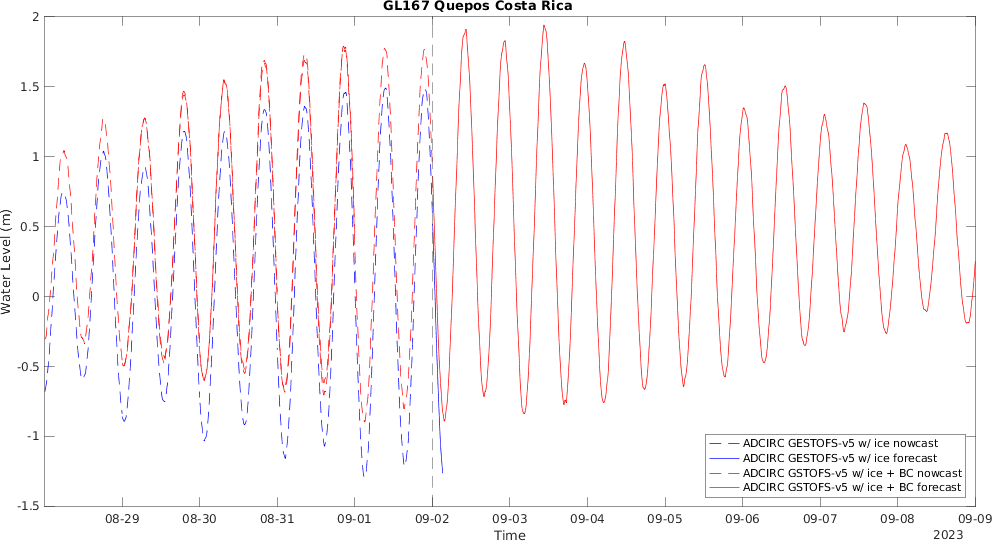 GL167 Quepos Costa Rica
Water Level (m)
2
1.5
1
0.5
0
-0.5
-1
-1.5
ADCIRC GESTOFS-v5 w/ ice nowcast
ADCIRC GESTOFS-v5 w/ ice forecast
ADCIRC GSTOFS-v5 w/ ice + BC nowcast
ADCIRC GSTOFS-v5 w/ ice + BC forecast
08-29 08-30 08-31 09-01 09-02 09-03 09-04 09-05 09-06 09-07 09-08 09-09
Time
2023